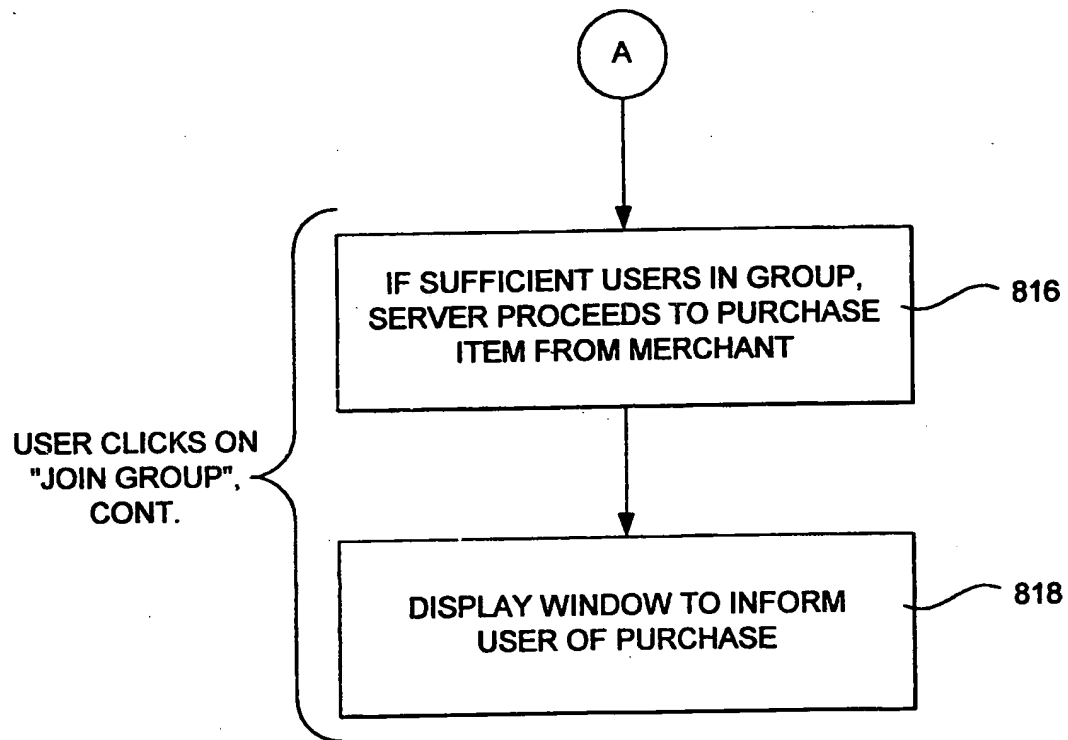 A
IF SUFFICIENT USERS IN GROUP,
SERVER PROCEEDS TO PURCHASE
ITEM FROM MERCHANT
816
USER CLICKS ON
"JOIN GROUP",
CONT.
DISPLAY WINDOW TO INFORM
USER OF PURCHASE
818